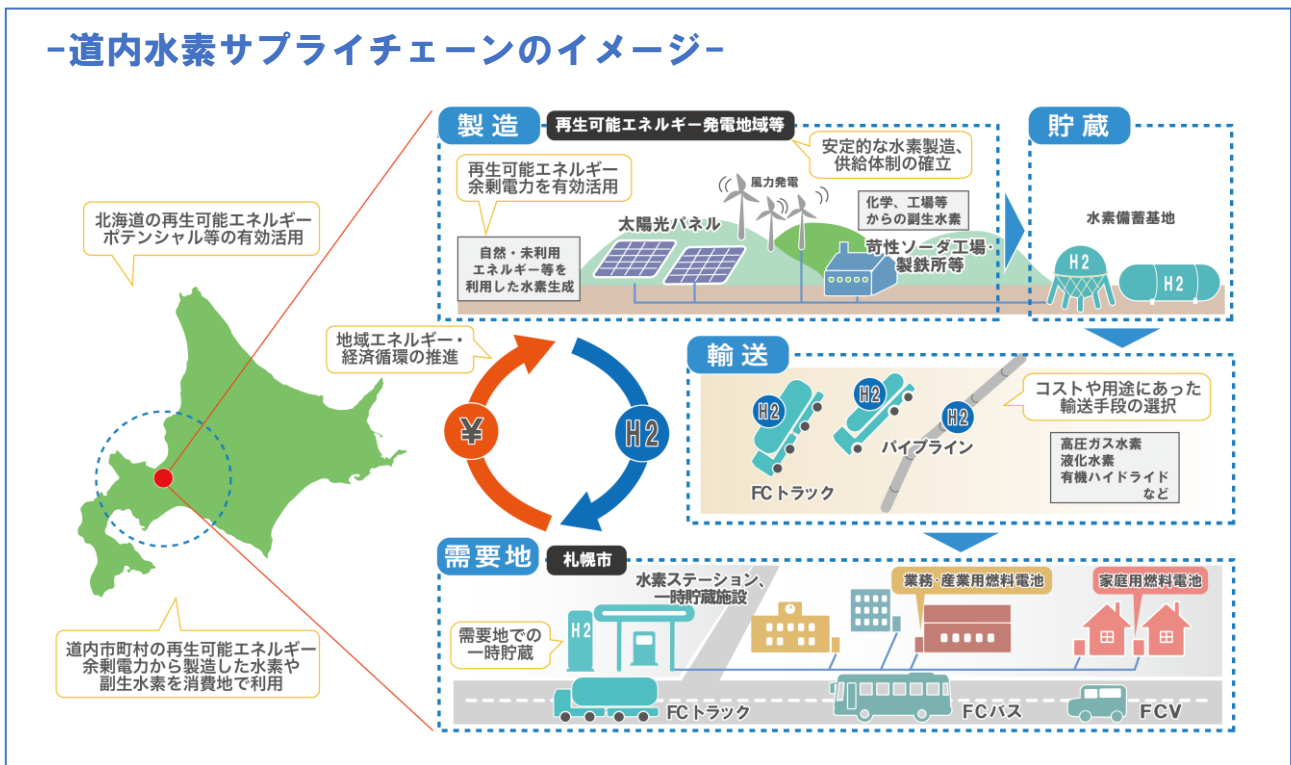 -道内水素サプライチェーンのイメージ-
製造
再生可能エネルギー発電地域等
貯蔵
再生可能エネルギー
余剰電力を有効活用
安定的な水素製造、
供給体制の確立
風力発電
化学、工場等
からの副生水素
太陽光パネル
苛性ソーダ工場・
製鉄所等
自然・未利用
エネルギー等を
利用した水素生成
水素備蓄基地
H2
H2
北海道の再生可能エネルギー
ポテンシャル等の有効活用
地域エネルギー・
経済循環の推進
¥
H2
輸送
H2
H2
H2
FCトラック
パイプライン
コストや用途にあった
輸送手段の選択
高圧ガス水素
液化水素
有機ハイドライド
など
需要地
札幌市
水素ステーション、
一時貯蔵施設
業務・産業用燃料電池
家庭用燃料電池
需要地での
一時貯蔵
H2
FCトラック
FCバス
FCV
道内市町村の再生可能エネルギー
余剰電力から製造した水素や
副生水素を消費地で利用